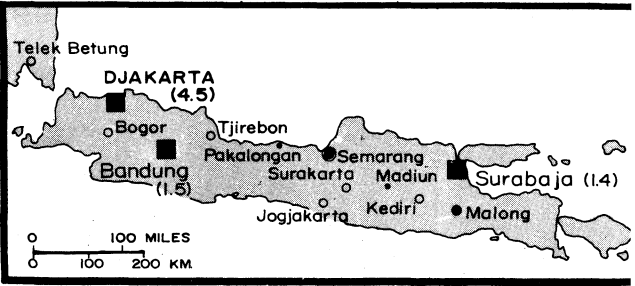 Telek Betung
DJAKARTA
(4.5)
Bogor
Tjirebon
Pakalongan
Semarang
Bandung
(1.5)
Surakarta
Madiun
Surabaja (1.4)
Jogjakarta
Kediri
Malong
0 100 MILES
0 100 200 KM.